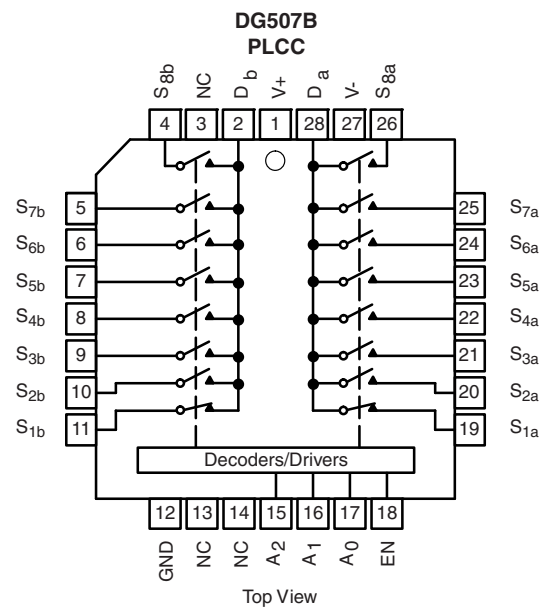 DG507B
PLCC
S8b NC Db V+ Da V- S8a
4 3 2 1 28 27 26
S7b 5 25 S7a
S6b 6 24 S6a
S5b 7 23 S5a
S4b 8 22 S4a
S3b 9 21 S3a
S2b 10 20 S2a
S1b 11 19 S1a
Decoders/Drivers
12 13 14 15 16 17 18
GND NC NC A2 A1 A0 EN
Top View